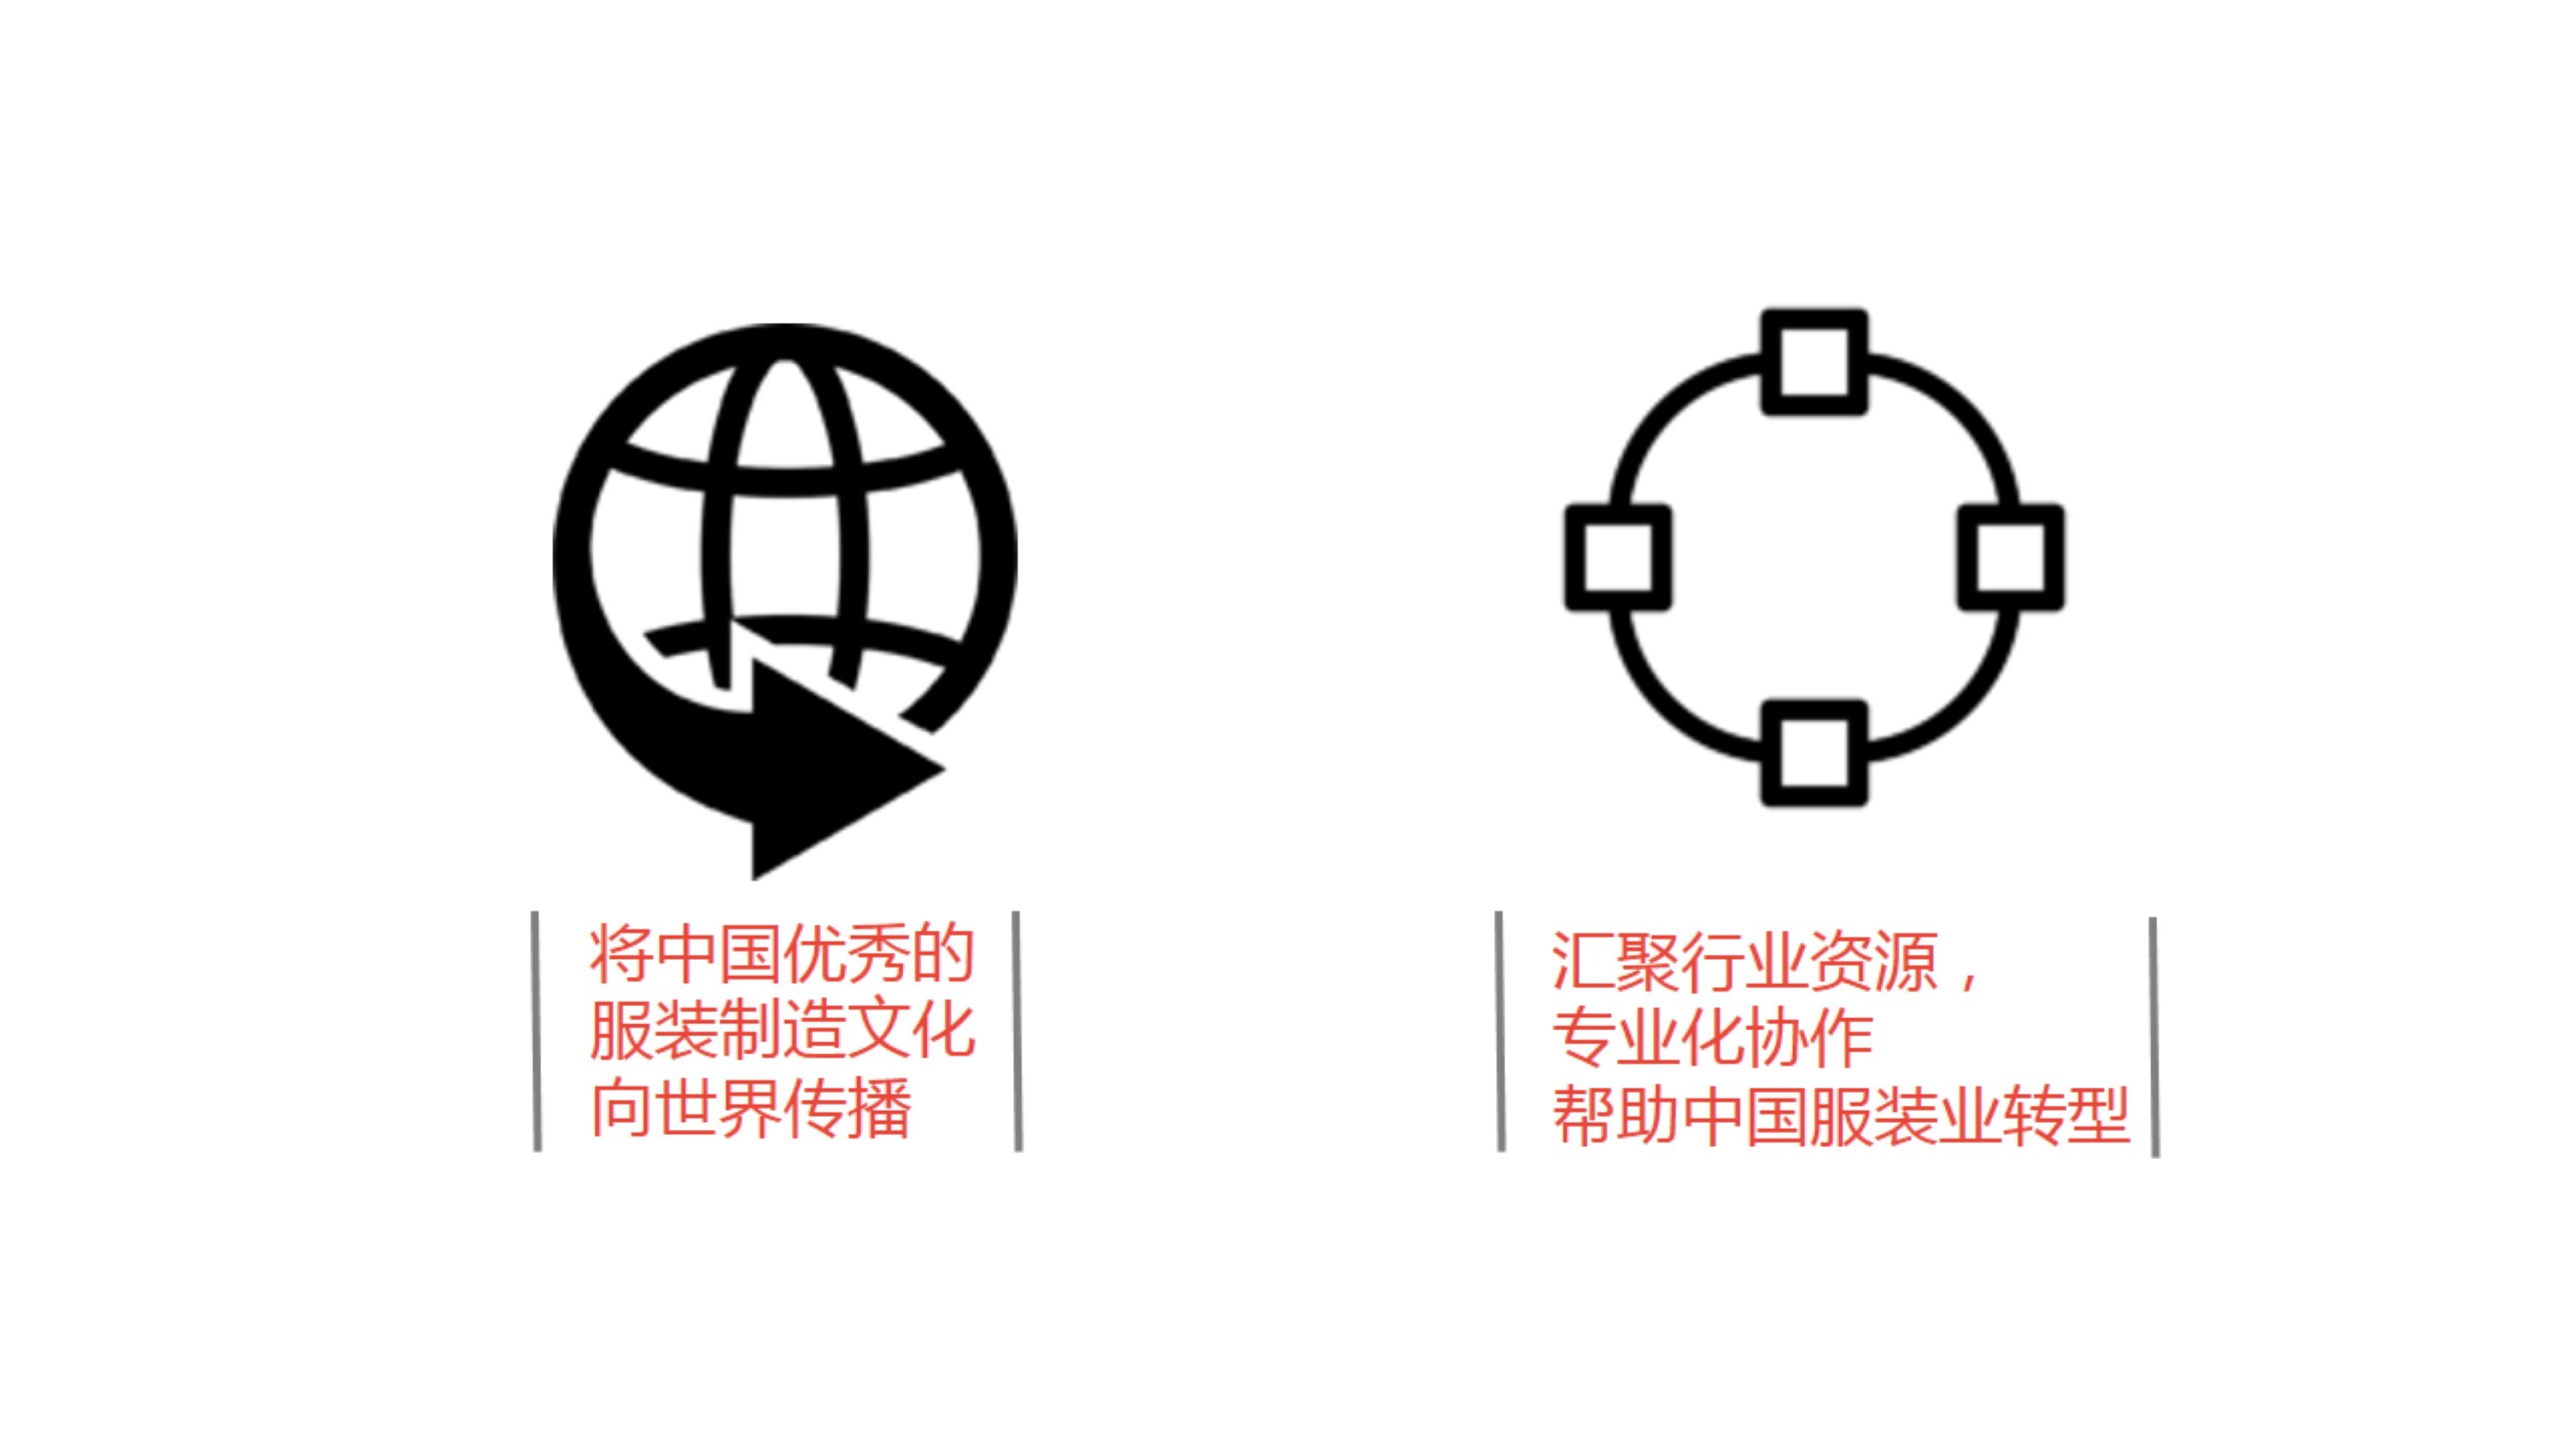 将中国优秀的
服装制造文化
向世界传播
汇聚行业资源，
专业化协作
帮助中国服装业转型